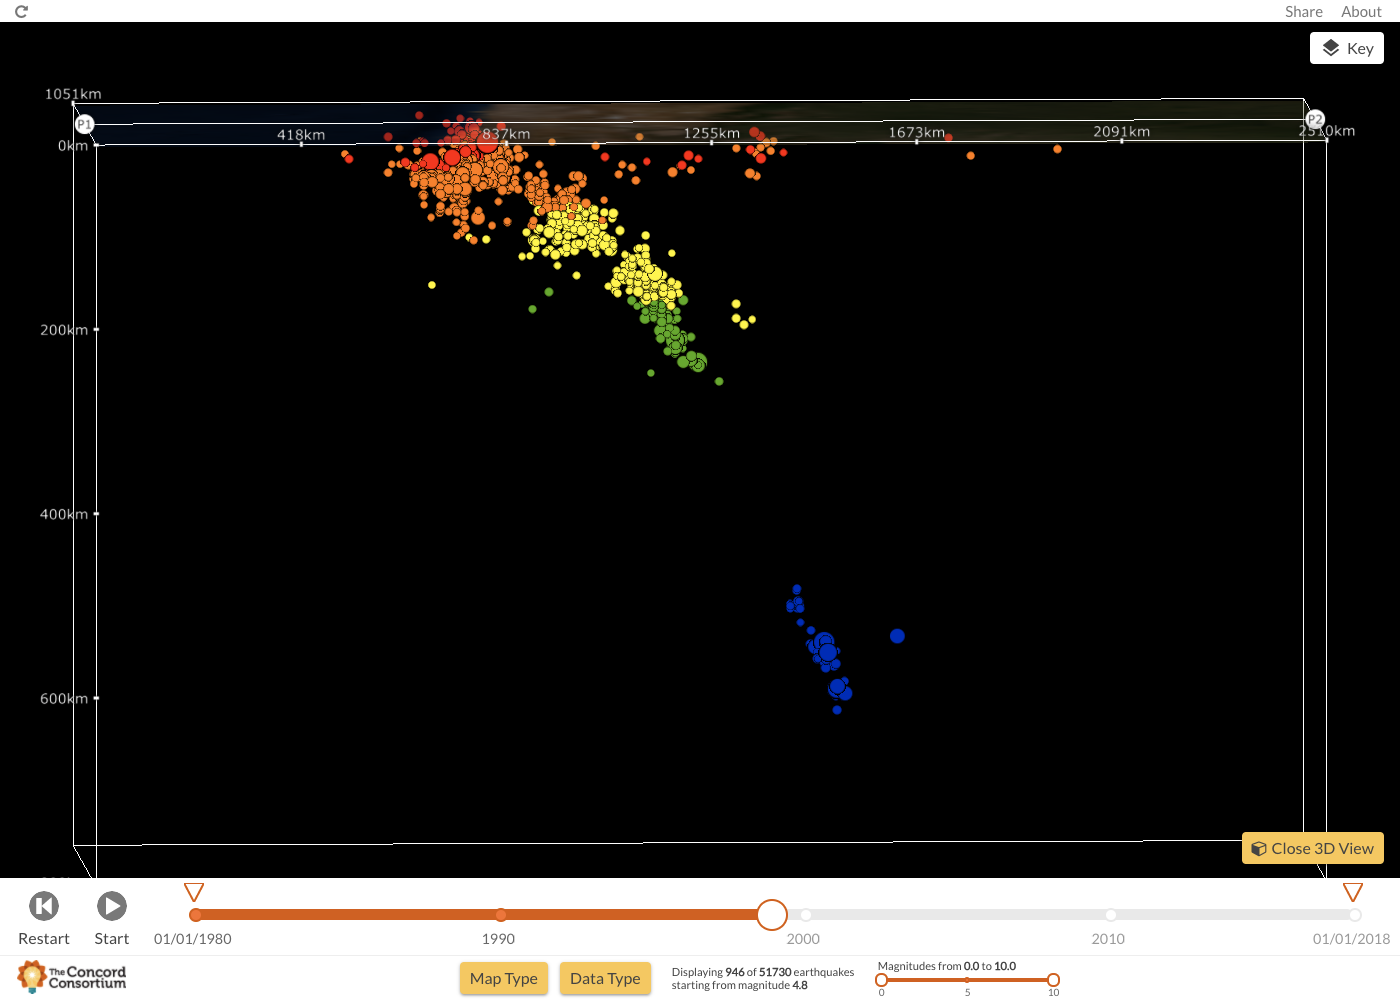 Share About
Key
1051km
P1
P2
418km 837km 1255km 1673km 2091km 2510km
0km
200km
400km
600km
Close 3D View
Restart Start 01/01/1980 1990 2000 2010 01/01/2018
The Concord
Consortium
Map Type Data Type
Displaying 946 of 51730 earthquakes
starting from magnitude 4.8
Magnitudes from 0.0 to 10.0
0 5 10